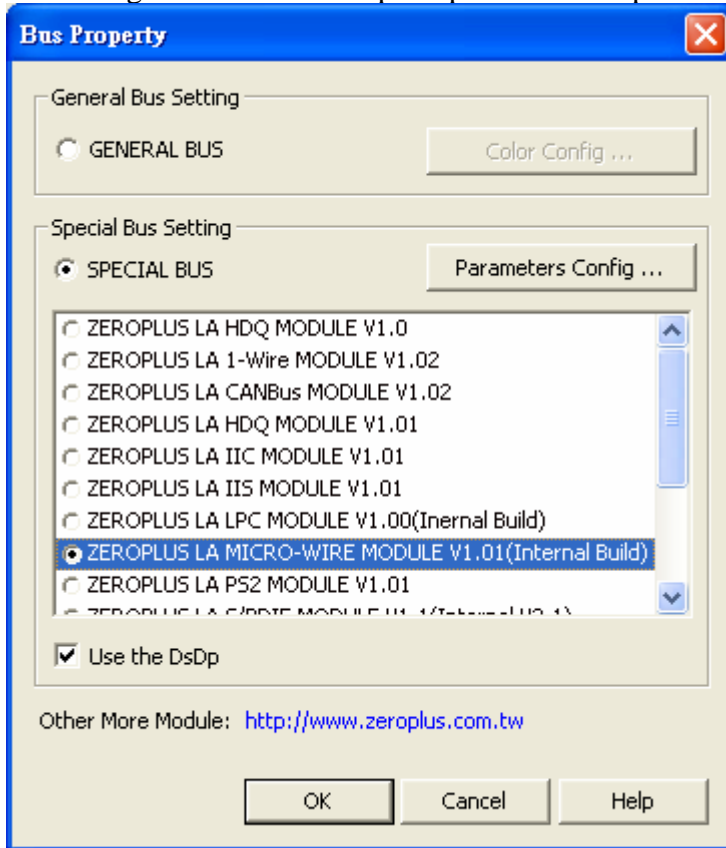 Bus Property
General Bus Setting
GENERAL BUS
Color Config ...
Special Bus Setting
SPECIAL BUS
Parameters Config ...
ZEROPLUS LA HDQ MODULE V1.0
ZEROPLUS LA 1-Wire MODULE V1.02
ZEROPLUS LA CANBus MODULE V1.02
ZEROPLUS LA HDQ MODULE V1.01
ZEROPLUS LA IIC MODULE V1.01
ZEROPLUS LA IIS MODULE V1.01
ZEROPLUS LA LPC MODULE V1.00(Inernal Build)
ZEROPLUS LA MICRO-WIRE MODULE V1.01(Internal Build)
ZEROPLUS LA PS2 MODULE V1.01
ZEROPLUS LA S/PDIF MODULE
Use the DsDp
Other More Module: http://www.zeroplus.com.tw
OK
Cancel
Help